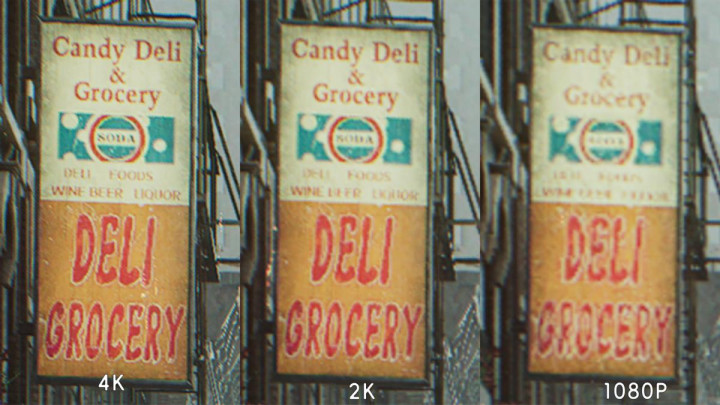 Candy Deli
&
Grocery
SODA
DELI FOODS
WINE BEER LIQUOR
DELI
GROCERY
4K
Candy Deli
&
Grocery
SODA
DELI FOODS
WINE BEER LIQUOR
DELI
GROCERY
2K
Candy Deli
&
Grocery
SODA
DELI
GROCERY
1080P